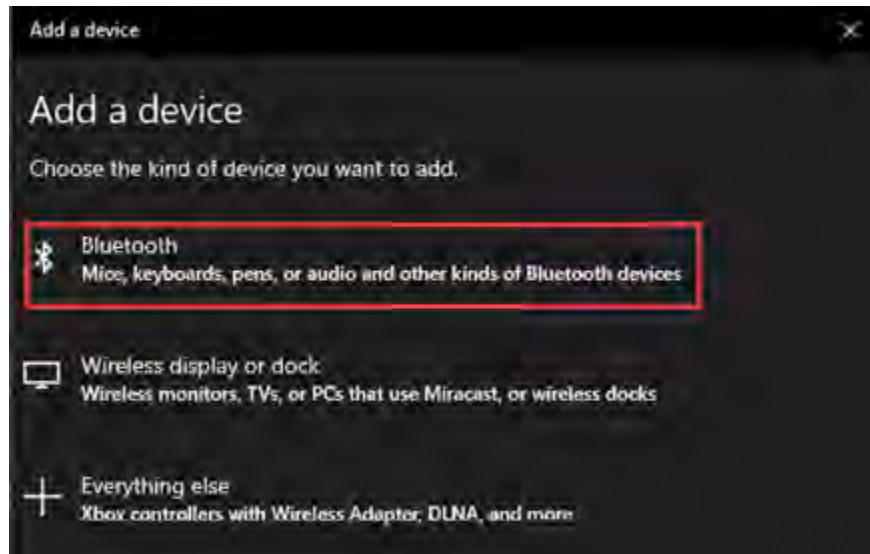 Add a device
Add a device
Choose the kind of device you want to add.
Bluetooth
Mice, keyboards, pens, or audio and other kinds of Bluetooth devices
Wireless display or dock
Wireless monitors, TVs, or PCs that use Miracast, or wireless docks
Everything else
Xbox controllers with Wireless Adapter, DLNA, and more